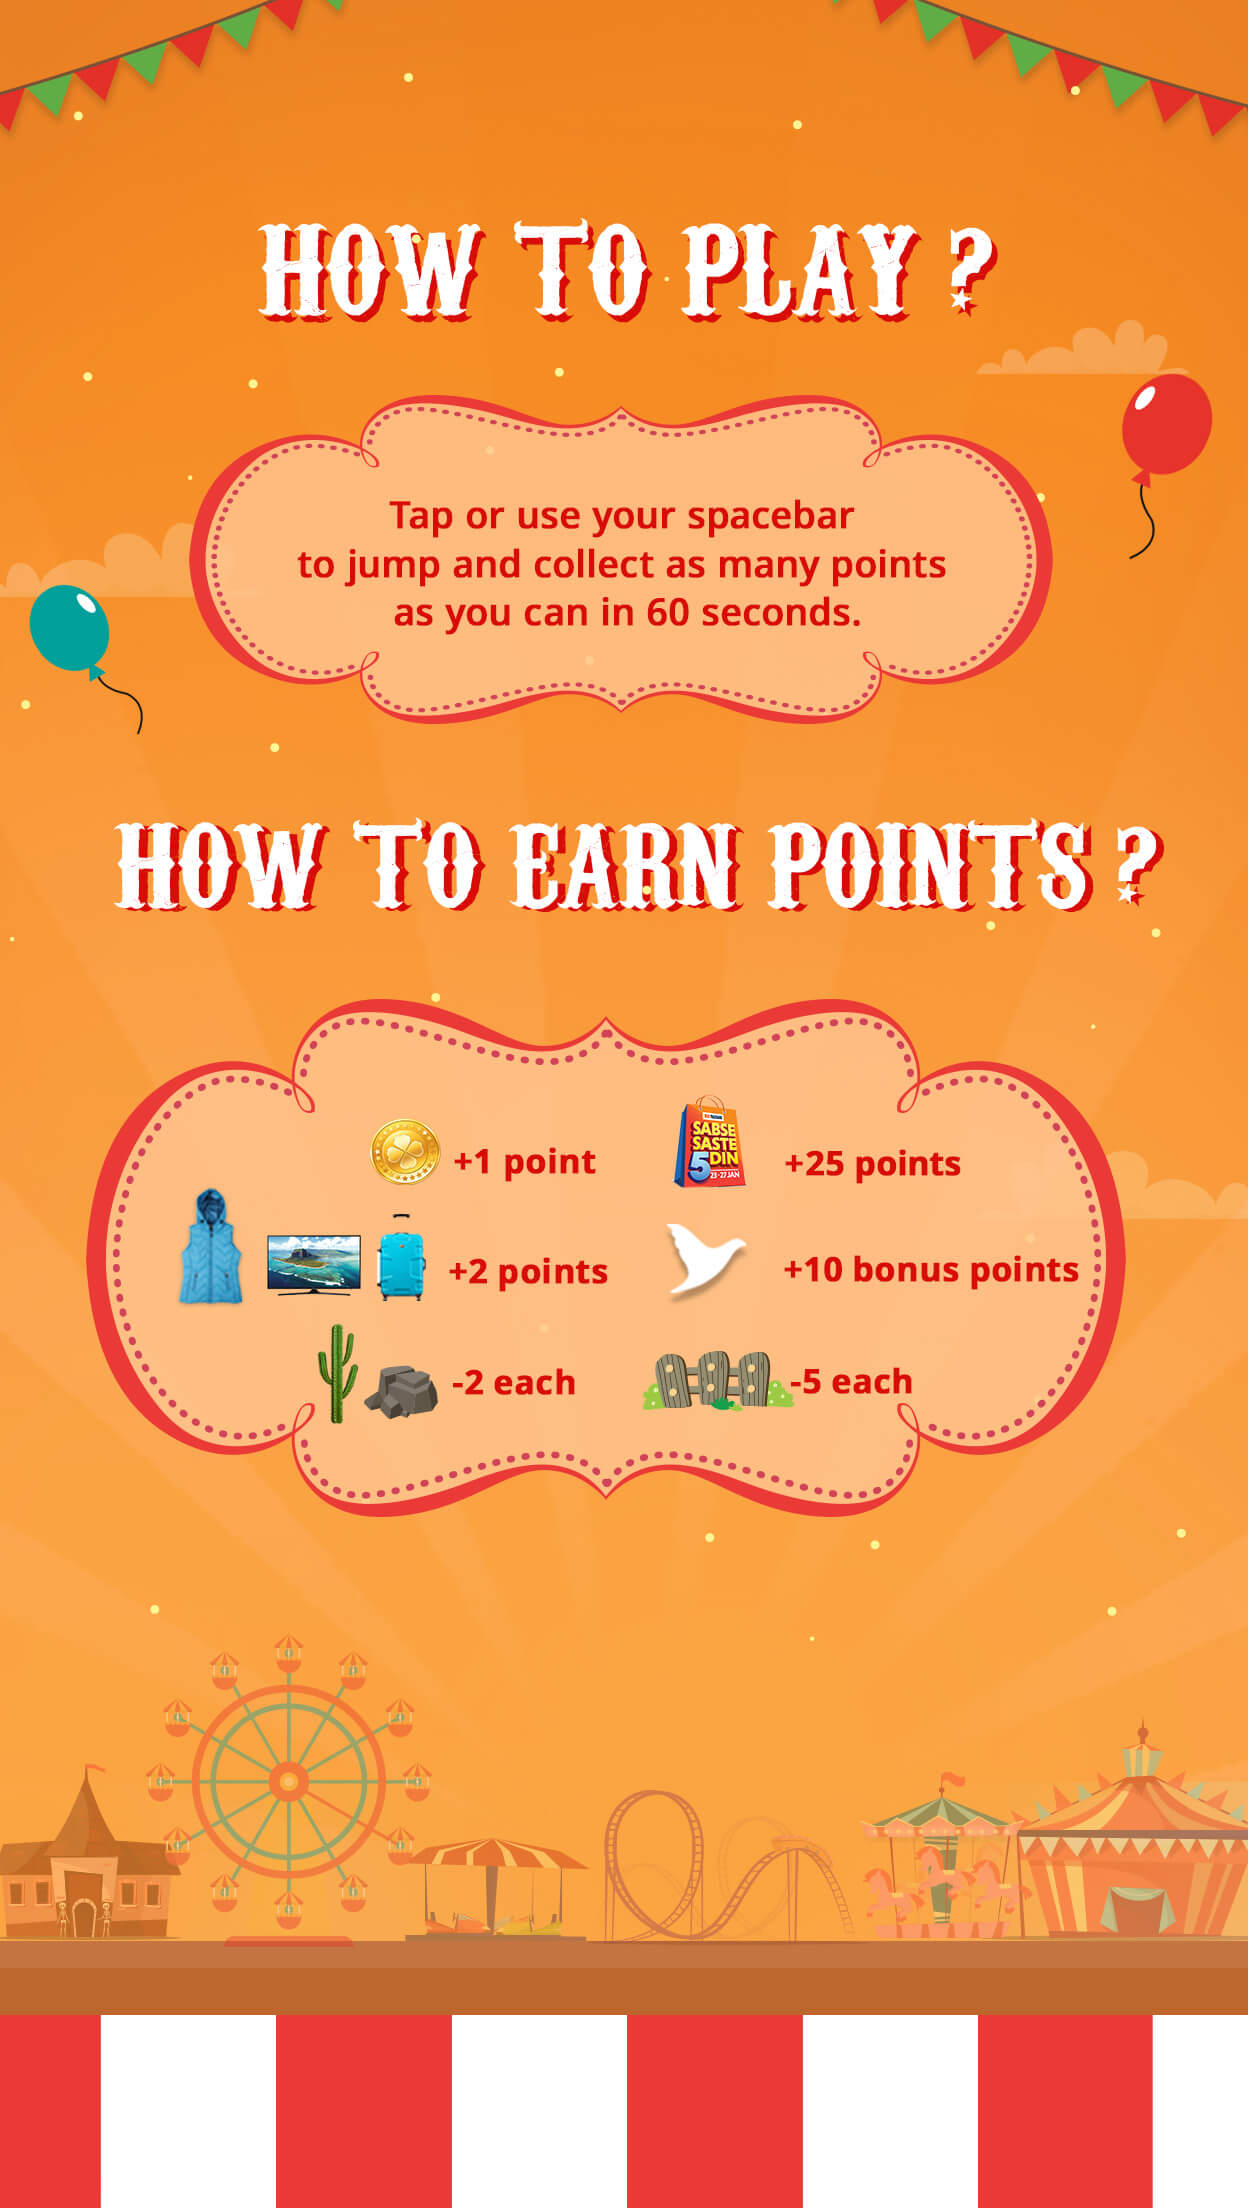 HOW TO PLAY ?
Tap or use your spacebar
to jump and collect as many points
as you can in 60 seconds.
HOW TO EARN POINTS ?
+1 point
SABSE
SASTE
5 DIN
23-27 JAN
+25 points
+2 points
+10 bonus points
-2 each
-5 each